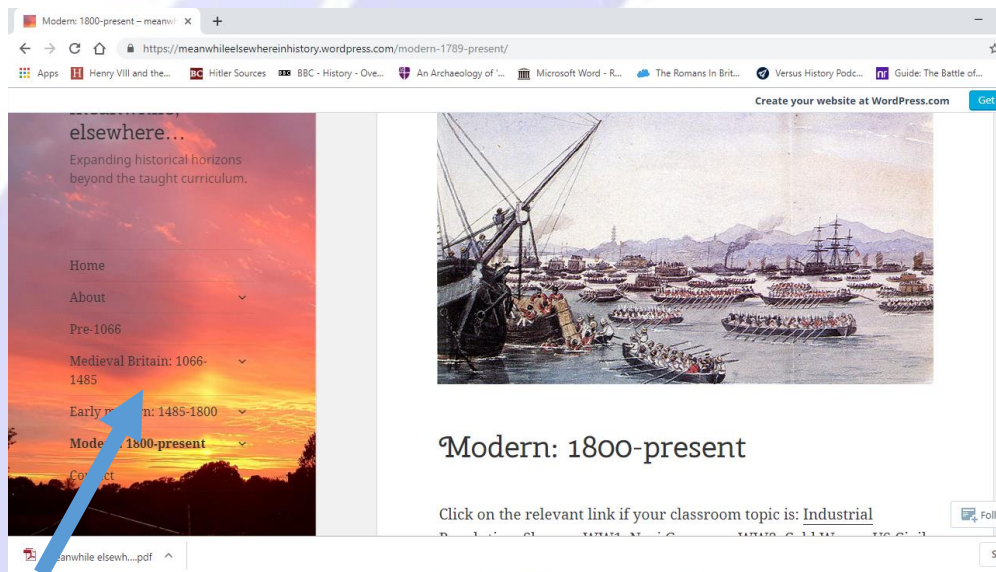 Modern: 1800-present – meanwh
https://meanwhileelsewhereinhistory.wordpress.com/modern-1789-present/
Apps Henry VIII and the... Hitler Sources BBC - History - Ove... An Archaeology of '... Microsoft Word - R... The Romans In Brit... Versus History Podc... Guide: The Battle of...
Create your website at WordPress.com Get
elsewhere…
Expanding historical horizons
beyond the taught curriculum.
Home
About
Pre-1066
Medieval Britain: 1066-
1485
Early 1485-1800
1800-present
Modern: 1800-present
Click on the relevant link if your classroom topic is: Industrial
Foll
elsewh....pdf